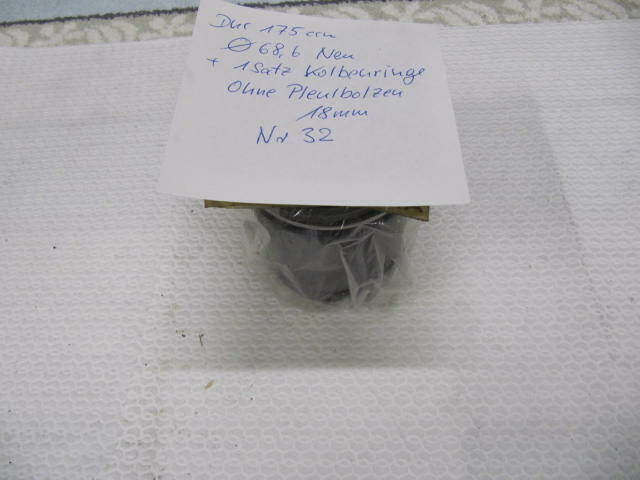 Dur 175 ccm
Ø 68,6 Neu
+ 1 Satz Kolbenringe
Ohne Pleulbolzen
18mm
Nr 32